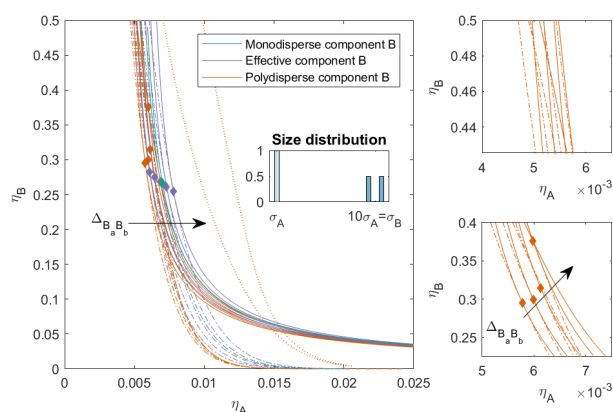 0.5
0.45
0.4
0.35
0.3
0.25
0.2
0.15
0.1
0.05
0
η_B
Monodisperse component B
Effective component B
Polydisperse component B
Size distribution
1
0.5
0
σ_A
10σ_A=σ_B
Δ_{B_aB_b}
0 0.005 0.01 0.015 0.02 0.025
η_A
0.5
0.48
0.46
0.44
η_B
4 5 6 7
η_A ×10^{-3}
0.4
0.35
0.3
0.25
η_B
Δ_{B_aB_b}
5 6 7
η_A ×10^{-3}